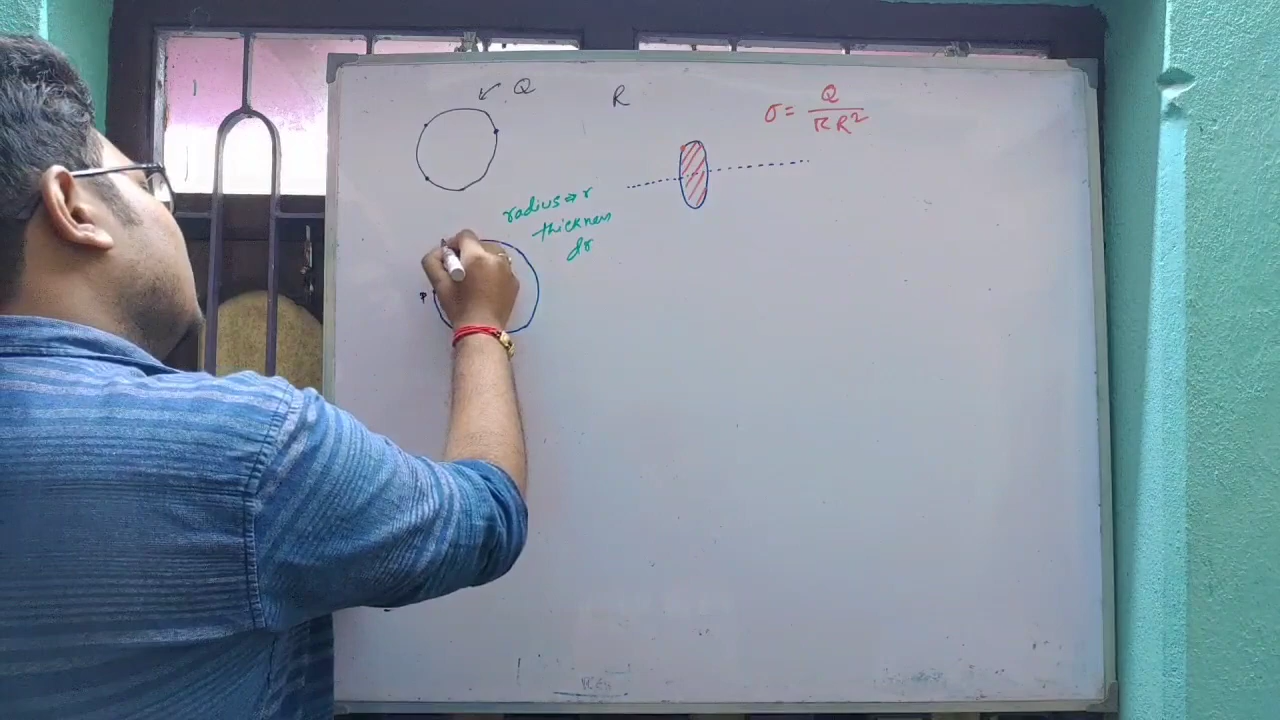 Q
R
σ = Q / πR²
radius → r
thickness
dr
P